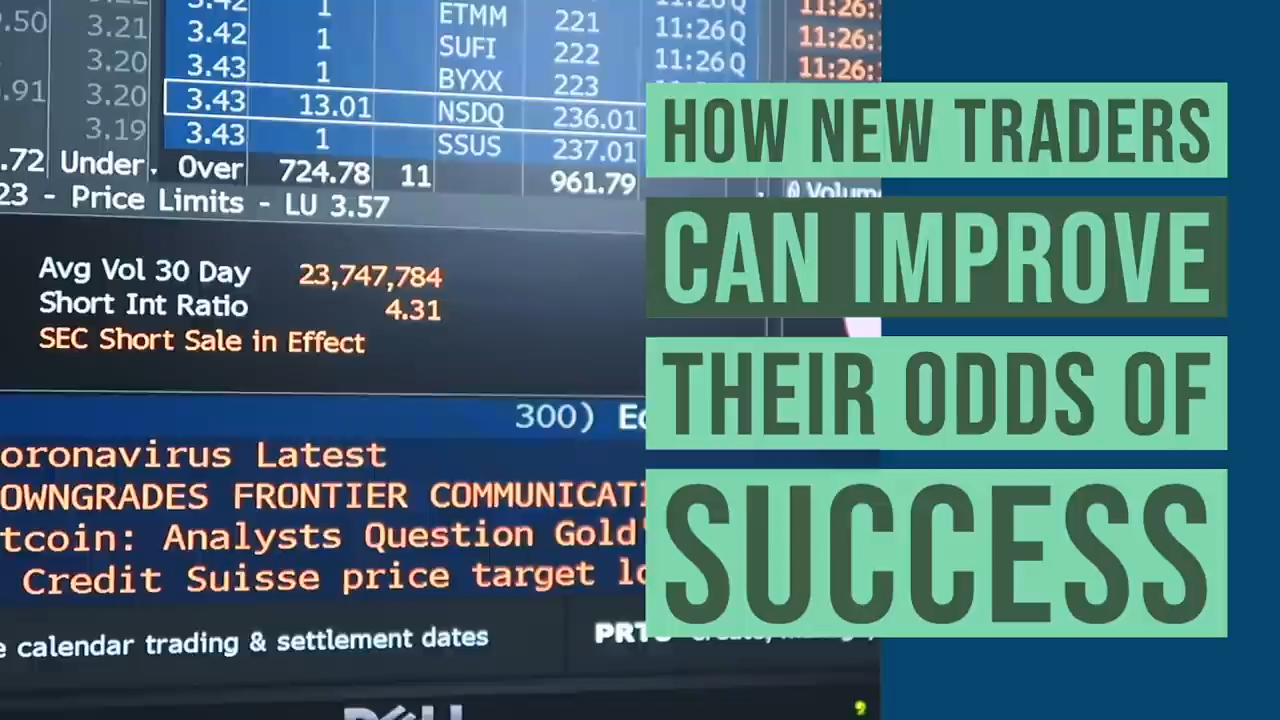 .50 3.21 3.42 1 ETMM 221 11:26 Q 11:26:
3.20 3.43 1 SUFI 222 11:26 Q 11:26:
.91 3.20 3.43 1 BYXX 223 11:26 Q 11:26:
3.19 3.43 13.01 NSDQ 236.01
3.43 1 SSUS 237.01
.72 Under Over 724.78 11 961.79
23 - Price Limits - LU 3.57
Avg Vol 30 Day 23,747,784
Short Int Ratio 4.31
SEC Short Sale in Effect
300)
oronavirus Latest
OWNGRADES FRONTIER COMMUNICATI
tcoin: Analysts Question Gold'
Credit Suisse price target lo
e calendar trading & settlement dates
DELL
HOW NEW TRADERS
CAN IMPROVE
THEIR ODDS OF
SUCCESS